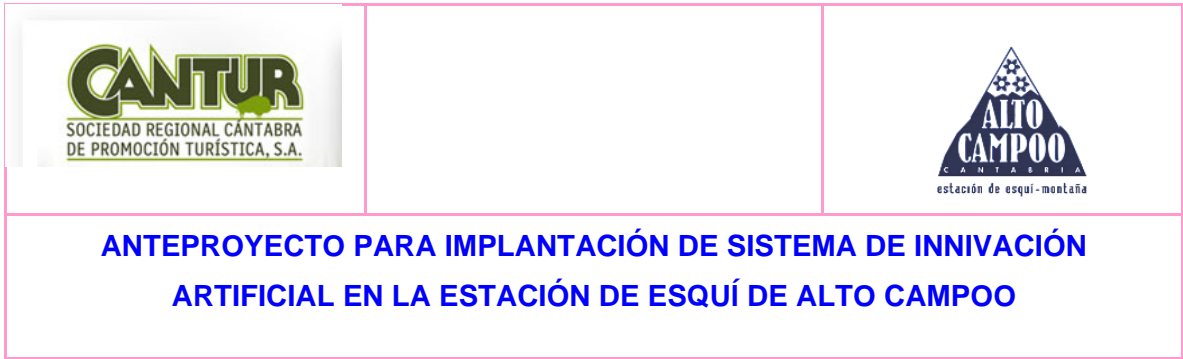 CANTUR
SOCIEDAD REGIONAL CÁNTABRA
DE PROMOCIÓN TURÍSTICA, S.A.
ALTO
CAMPOO
CANTABRIA
estación de esquí-montaña
ANTEPROYECTO PARA IMPLANTACIÓN DE SISTEMA DE INNIVACIÓN
ARTIFICIAL EN LA ESTACIÓN DE ESQUÍ DE ALTO CAMPOO